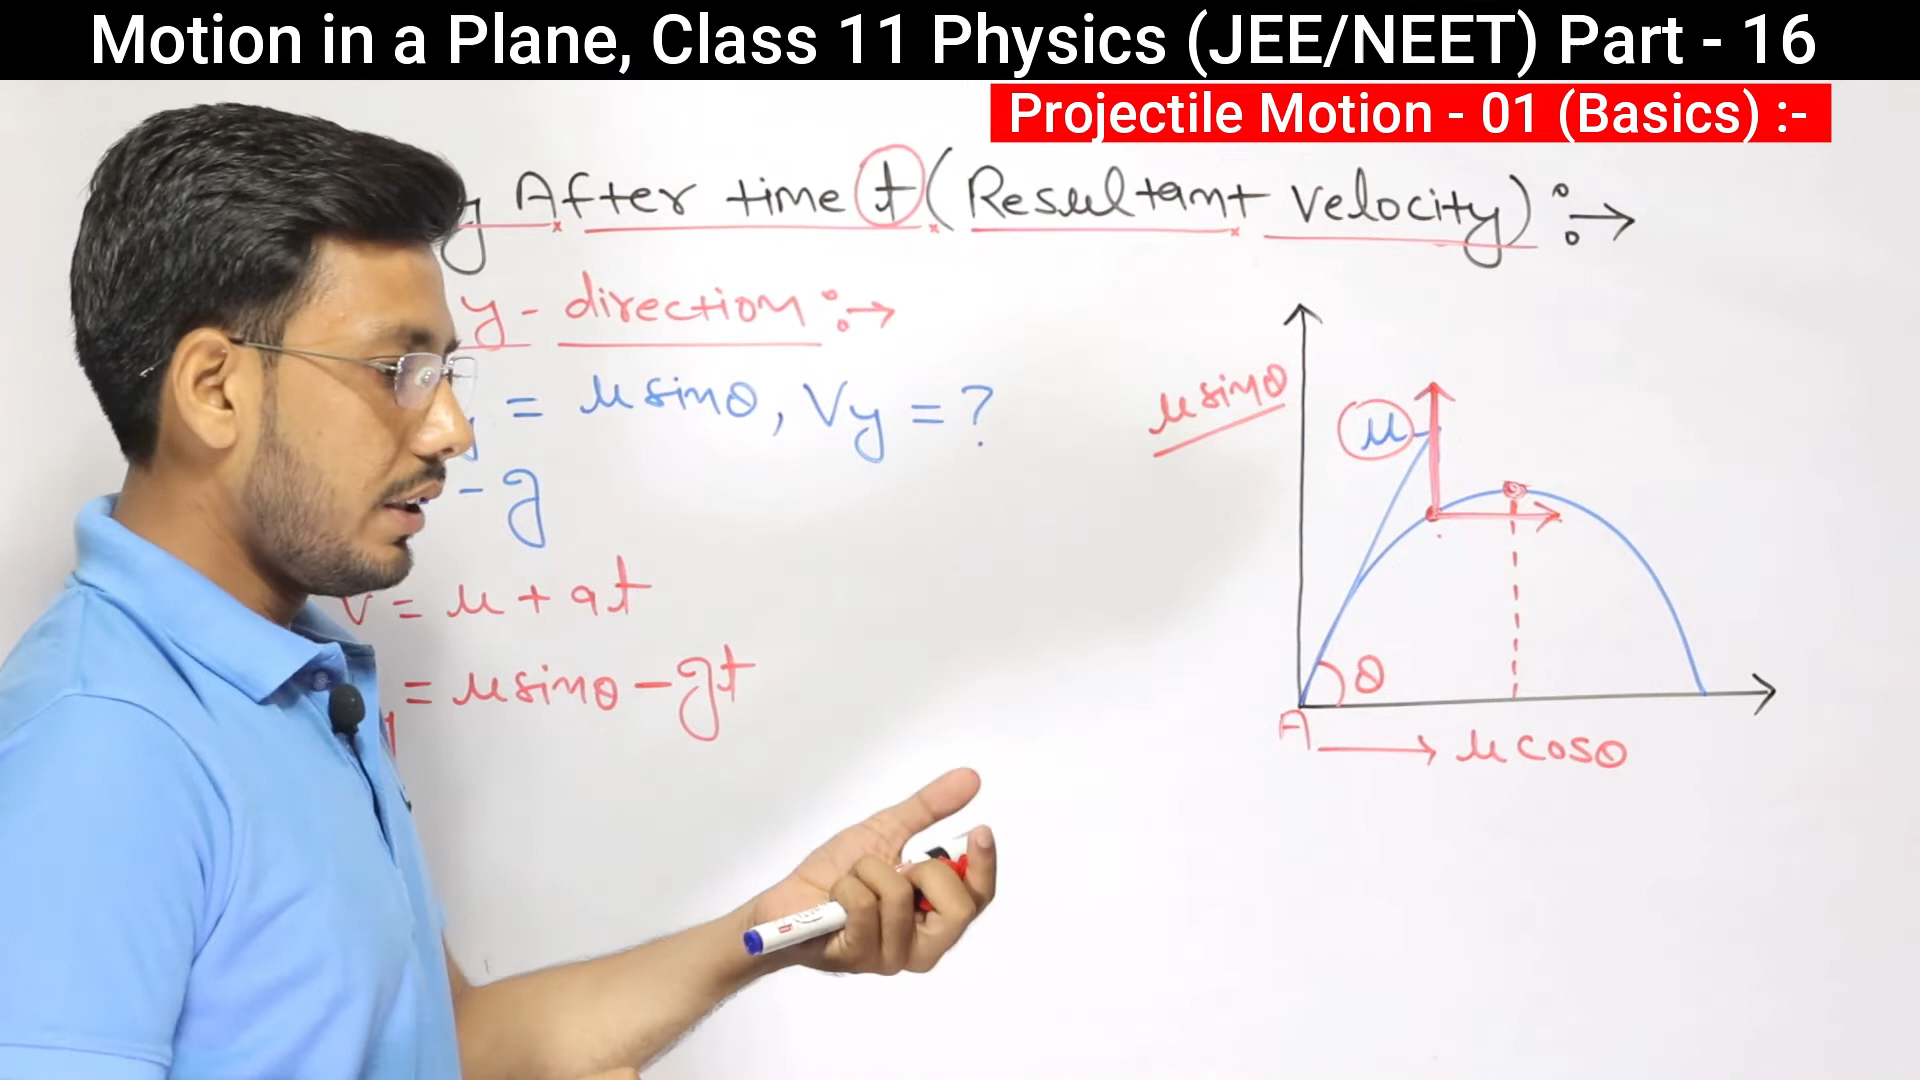 Motion in a Plane, Class 11 Physics (JEE/NEET) Part - 16
Projectile Motion - 01 (Basics) :-
y After time t (Resultant velocity) :→
y - direction :→
y = u sinθ, Vy = ?
- g
V = u + at
y = u sinθ - gt
u sinθ
u
θ
A
→ u cosθ